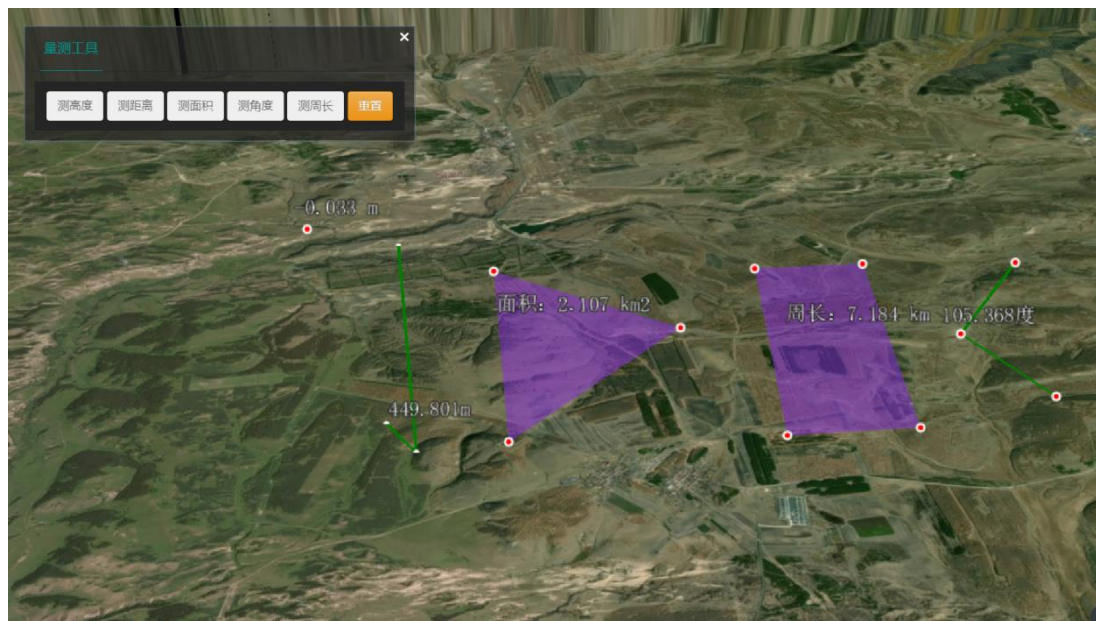 量测工具
×
测高度 测距离 测面积 测角度 测周长 重置
-0.033 m
面积：2.107 km2
周长：7.184 km
105.368度
449.801m